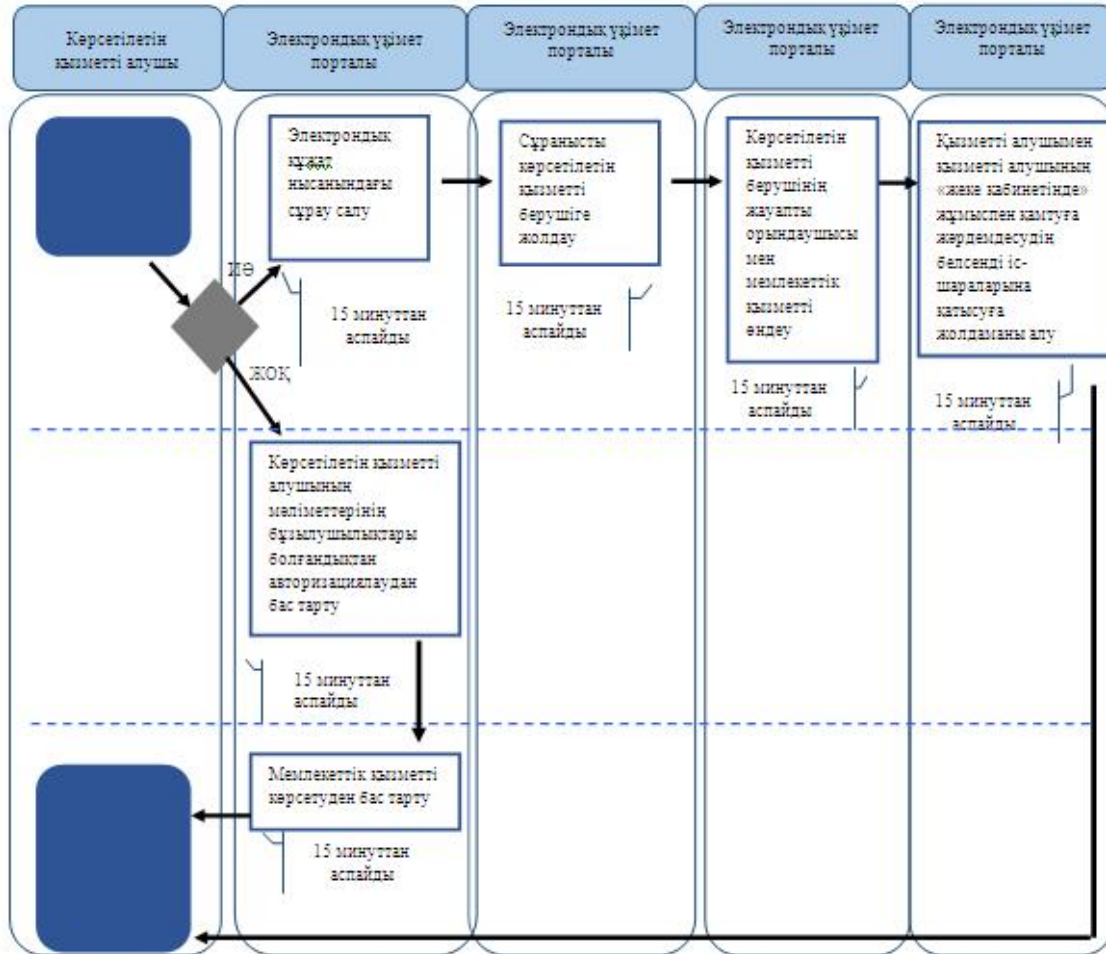 Көрсетілетін
қызметті алушы
Электрондық үкімет
порталы
Электрондық үкімет
порталы
Электрондық үкімет
порталы
Электрондық үкімет
порталы
Электрондық
құжат
нысанындағы
сұрау салу
Сұранысты
көрсетілетін
қызметті
берушіге
жолдау
Көрсетілетін
қызметті
берушінің
жауапты
орындаушысы
мен
мемлекеттік
қызметті
өңдеу
Қызметті алушымен
қызметті алушының
«жеке кабинетінде»
жұмыспен қамтуға
жәрдемдесудін
белсенді іс-
шараларына
қатысуға
жолдаманы алу
ИӘ
15 минуттан
аспайды
15 минуттан
аспайды
15 минуттан
аспайды
15 минуттан
аспайды
ЖОҚ
Көрсетілетін қызметті
алушының
мәліметтерінің
бұзылушылықтары
болғандықтан
авторизациялаудан
бас тарту
15 минуттан
аспайды
Мемлекеттік қызметті
көрсетуден бас тарту
15 минуттан
аспайды